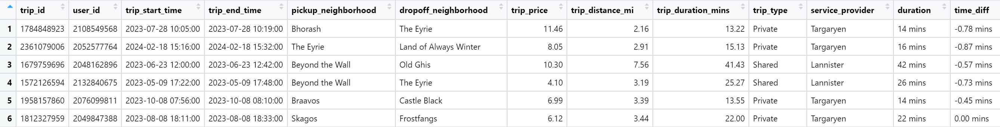 trip_id user_id trip_start_time trip_end_time pickup_neighborhood dropoff_neighborhood trip_price trip_distance_mi trip_duration_mins trip_type service_provider duration time_diff
1 1784848923 2108549568 2023-07-28 10:05:00 2023-07-28 10:19:00 Bhorash The Eyrie 11.46 2.16 13.22 Private Targaryen 14 mins -0.78 mins
2 2361079006 2052577764 2024-02-18 15:16:00 2024-02-18 15:32:00 The Eyrie Land of Always Winter 8.05 2.91 15.13 Private Targaryen 16 mins -0.87 mins
3 1679759696 2048162896 2023-06-23 12:00:00 2023-06-23 12:42:00 Beyond the Wall Old Ghis 10.30 7.56 41.43 Shared Lannister 42 mins -0.57 mins
4 1572126594 2132840675 2023-05-09 17:22:00 2023-05-09 17:48:00 Beyond the Wall The Eyrie 4.10 3.19 25.27 Shared Lannister 26 mins -0.73 mins
5 1958157860 2076099811 2023-10-08 07:56:00 2023-10-08 08:10:00 Braavos Castle Black 6.99 3.39 13.55 Private Targaryen 14 mins -0.45 mins
6 1812327959 2049847388 2023-08-08 18:11:00 2023-08-08 18:33:00 Skagos Frostfangs 6.12 3.44 22.00 Private Targaryen 22 mins 0.00 mins